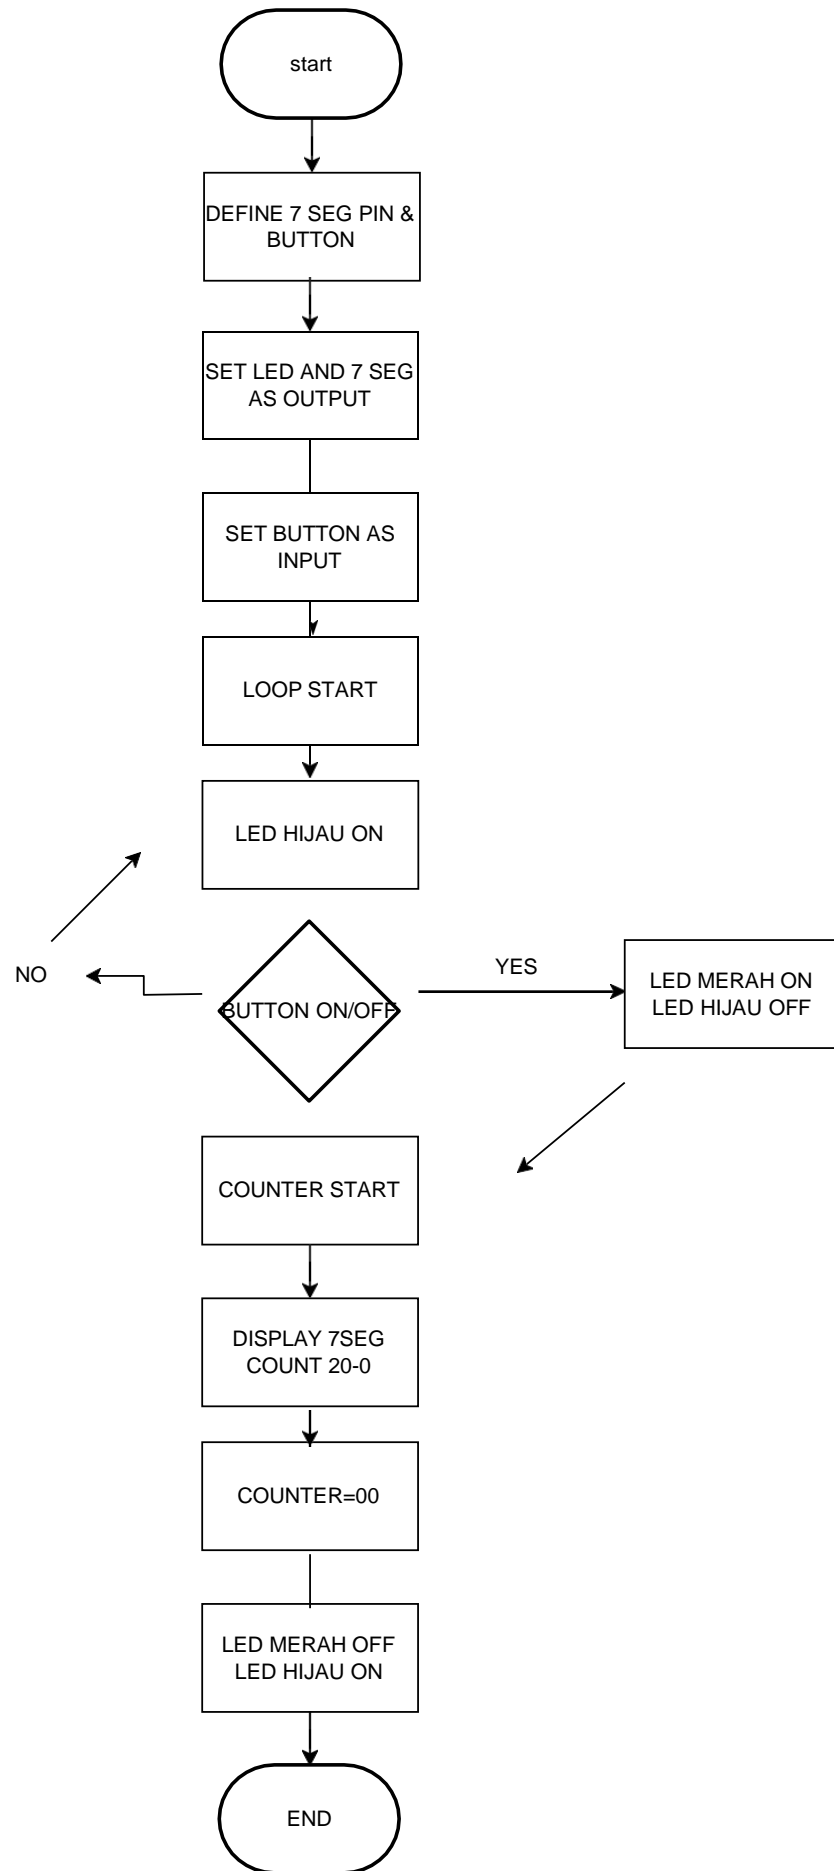 start
DEFINE 7 SEG PIN &
BUTTON
SET LED AND 7 SEG
AS OUTPUT
SET BUTTON AS
INPUT
LOOP START
LED HIJAU ON
NO
BUTTON ON/OFF
YES
LED MERAH ON
LED HIJAU OFF
COUNTER START
DISPLAY 7SEG
COUNT 20-0
COUNTER=00
LED MERAH OFF
LED HIJAU ON
END